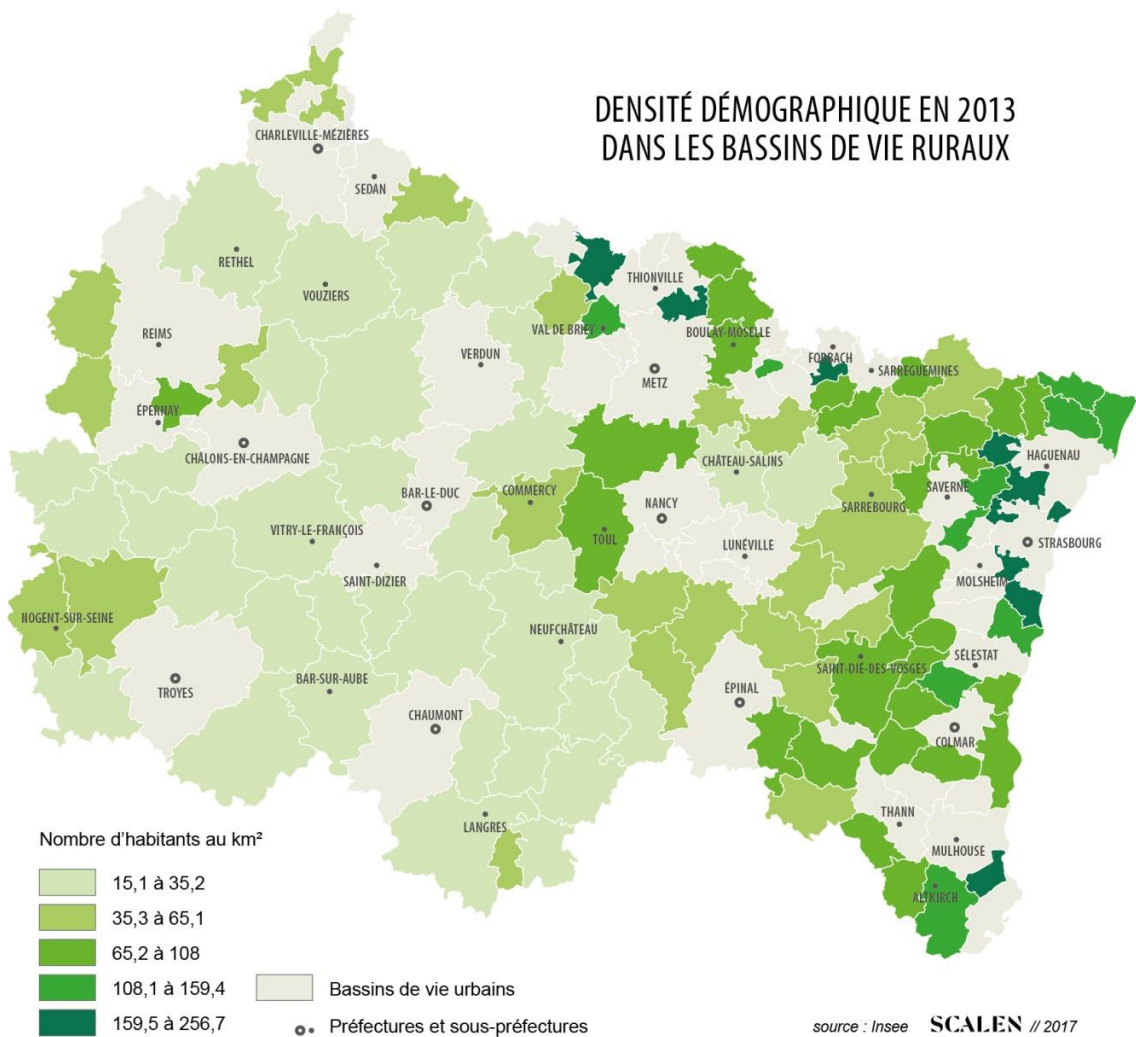 DENSITÉ DÉMOGRAPHIQUE EN 2013
DANS LES BASSINS DE VIE RURAUX
CHARLEVILLE-MÉZIÈRES
SEDAN
RETHEL
VOUZIERS
THIONVILLE
REIMS
VAL DE BRIEY
BOULAY-MOSELLE
VERDUN
FORBACH
METZ
SARREGUEMINES
ÉPERNAY
CHÂLONS-EN-CHAMPAGNE
CHÂTEAU-SALINS
HAGUENAU
BAR-LE-DUC
COMMERCY
SAVERNE
NANCY
SARREBOURG
VITRY-LE-FRANÇOIS
TOUL
STRASBOURG
LUNÉVILLE
SAINT-DIZIER
MOLSHEIM
NOGENT-SUR-SEINE
NEUFCHÂTEAU
SÉLESTAT
SAINT-DIÉ-DES-VOSGES
TROYES
BAR-SUR-AUBE
ÉPINAL
CHAUMONT
COLMAR
LANGRES
THANN
MULHOUSE
ALTKIRCH
Nombre d'habitants au km²
15,1 à 35,2
35,3 à 65,1
65,2 à 108
108,1 à 159,4
159,5 à 256,7
Bassins de vie urbains
Préfectures et sous-préfectures
source : Insee SCALEN // 2017